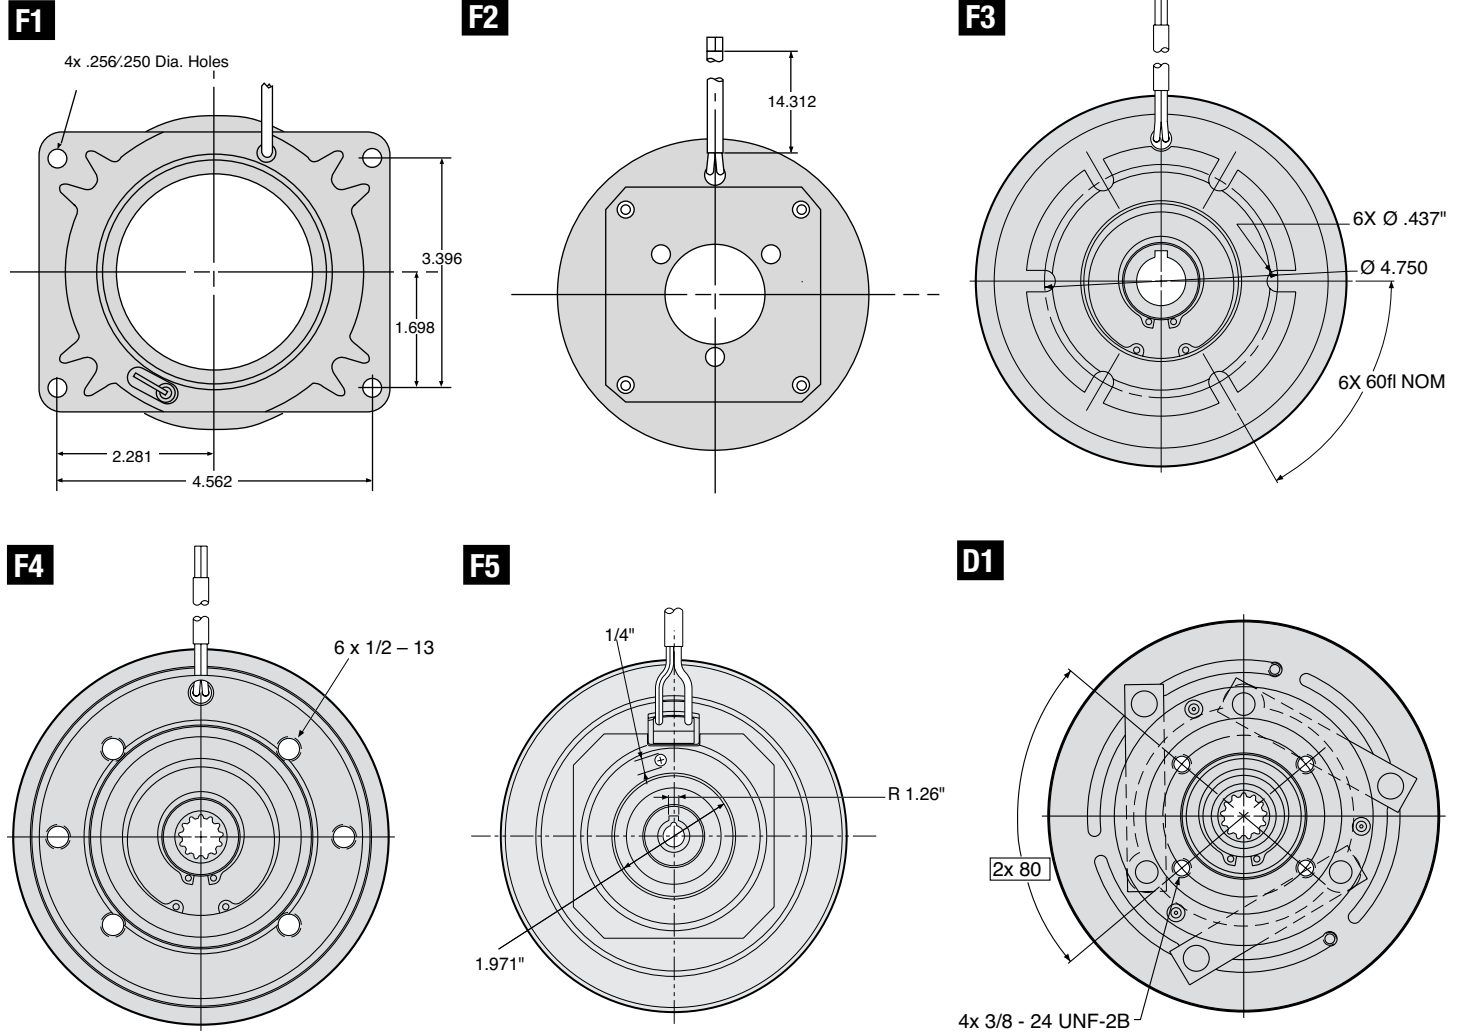 F1
4x .256/.250 Dia. Holes
3.396
1.698
2.281
4.562
F2
14.312
F3
6X Ø .437"
Ø 4.750
6X 60fl NOM
F4
6 x 1/2 – 13
F5
1/4"
R 1.26"
1.971"
D1
2x 80
4x 3/8 - 24 UNF-2B